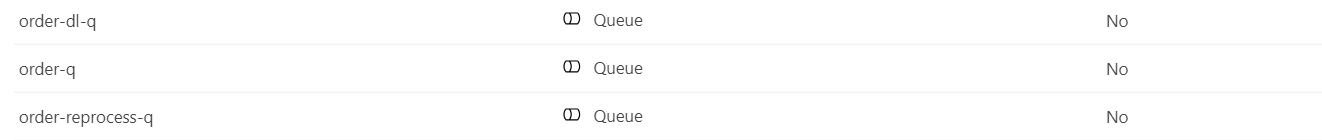 order-dl-q Queue No
order-q Queue No
order-reprocess-q Queue No